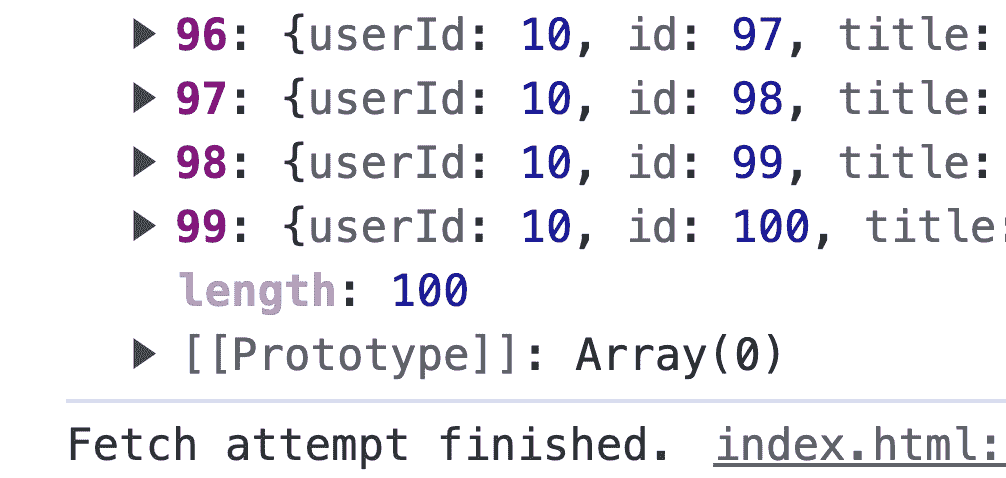 96: {userId: 10, id: 97, title:
97: {userId: 10, id: 98, title:
98: {userId: 10, id: 99, title:
99: {userId: 10, id: 100, title:
length: 100
[[Prototype]]: Array(0)
Fetch attempt finished. index.html: